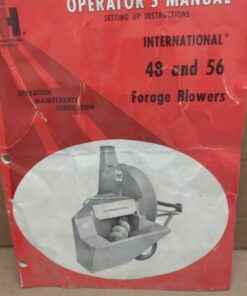 OPERATOR'S MANUAL
SETTING UP INSTRUCTIONS
INTERNATIONAL®
48 and 56
Forage Blowers
OPERATION
MAINTENANCE
LUBRICATION